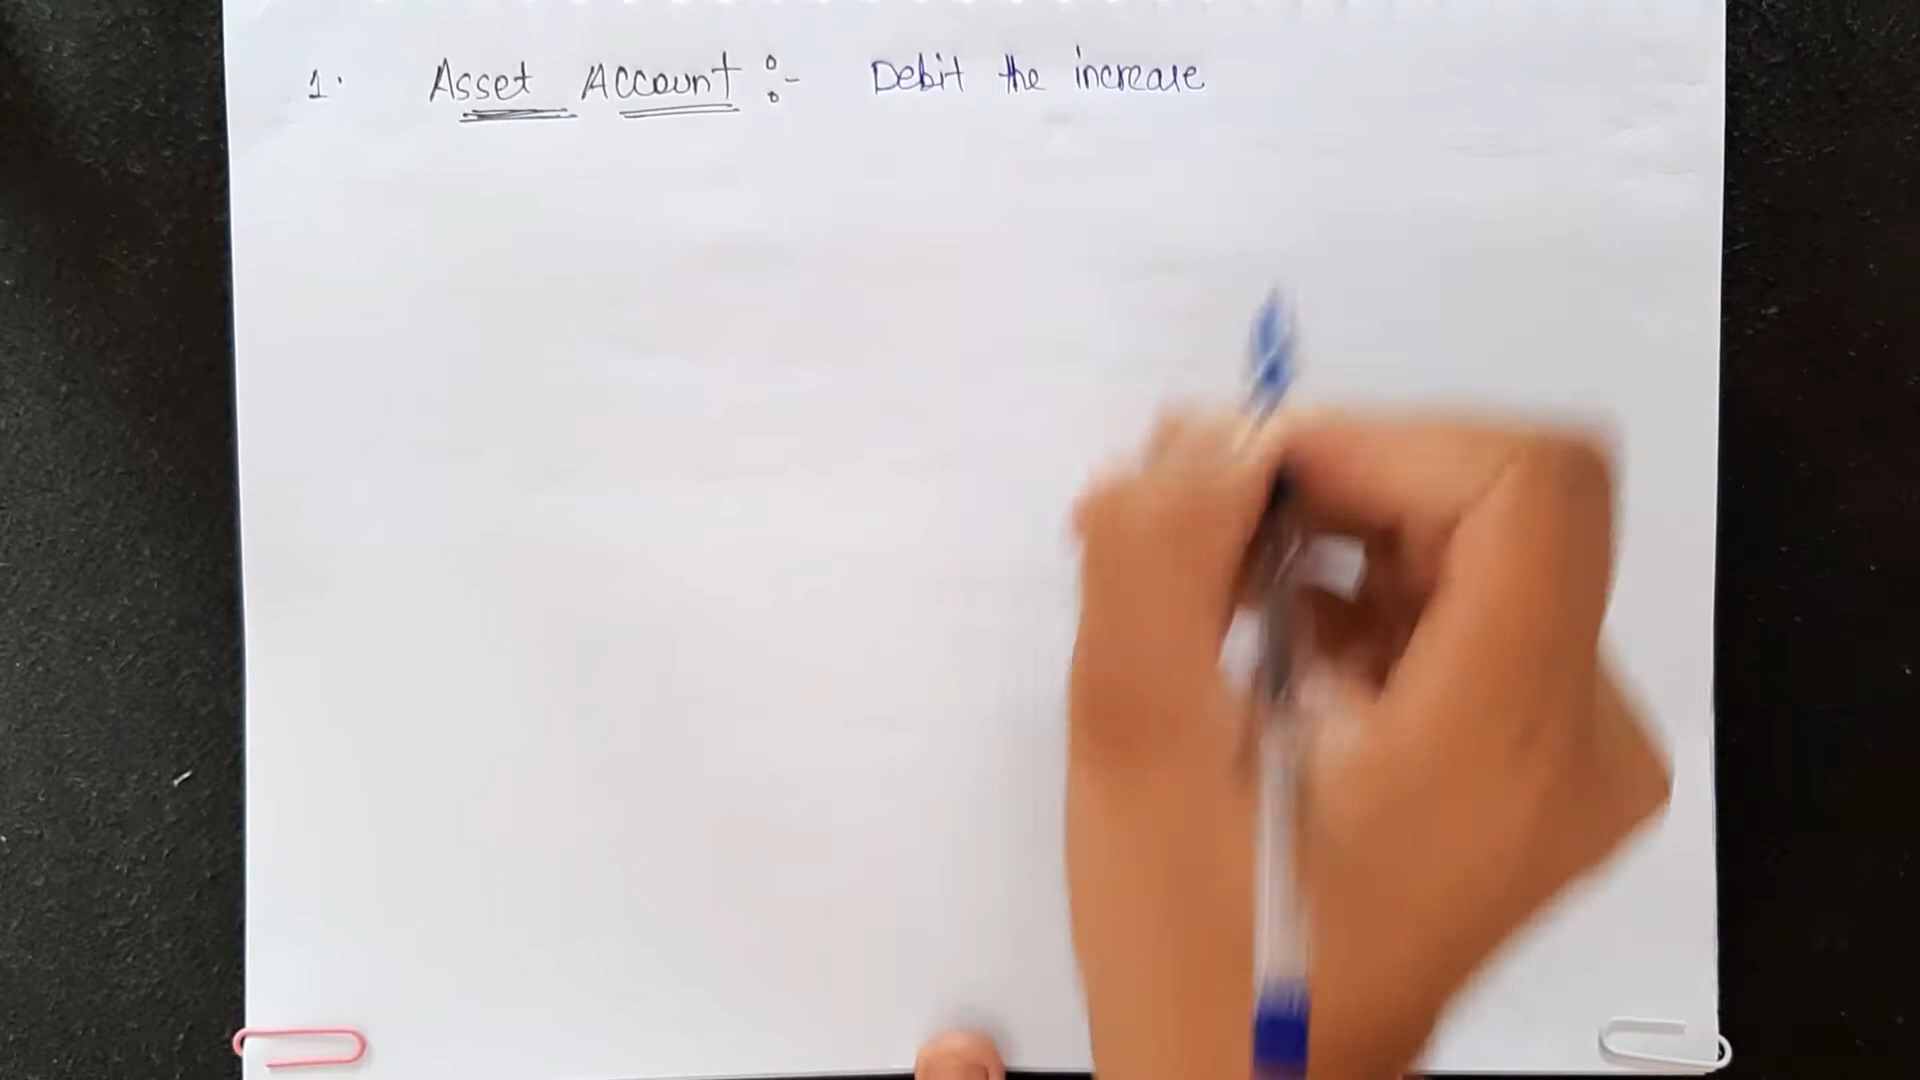 1. Asset Account :- Debit the increase